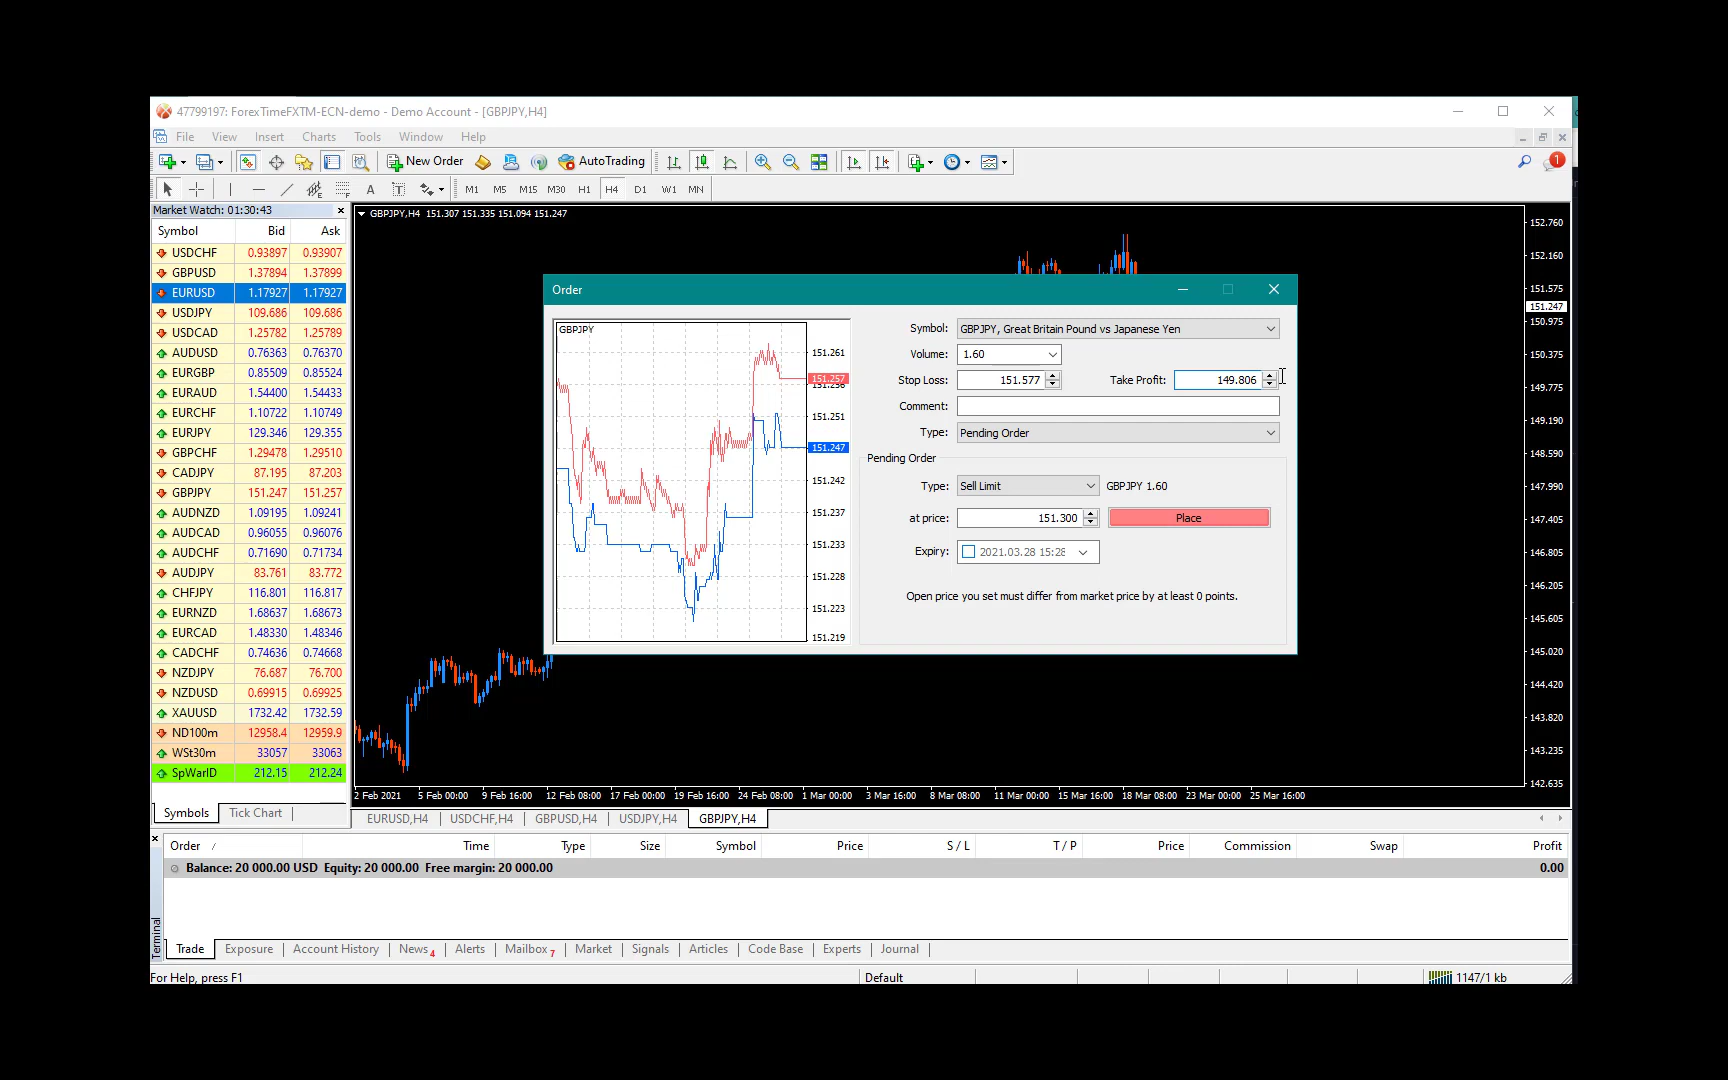 47799197: ForexTimeFXTM-ECN-demo - Demo Account - [GBPJPY,H4]
File View Insert Charts Tools Window Help
New Order AutoTrading 1
A T M1 M5 M15 M30 H1 H4 D1 W1 MN
Market Watch: 01:30:43
Symbol Bid Ask
USDCHF 0.93897 0.93907
GBPUSD 1.37894 1.37899
EURUSD 1.17927 1.17927
USDJPY 109.686 109.686
USDCAD 1.25782 1.25789
AUDUSD 0.76363 0.76370
EURGBP 0.85509 0.85524
EURAUD 1.54400 1.54433
EURCHF 1.10722 1.10749
EURJPY 129.346 129.355
GBPCHF 1.29478 1.29510
CADJPY 87.195 87.203
GBPJPY 151.247 151.257
AUDNZD 1.09195 1.09241
AUDCAD 0.96055 0.96076
AUDCHF 0.71690 0.71734
AUDJPY 83.761 83.772
CHFJPY 116.801 116.817
EURNZD 1.68637 1.68673
EURCAD 1.48330 1.48346
CADCHF 0.74636 0.74668
NZDJPY 76.687 76.700
NZDUSD 0.69915 0.69925
XAUUSD 1732.42 1732.59
ND100m 12958.4 12959.9
WSt30m 33057 33063
SpWarID 212.15 212.24
Symbols Tick Chart
GBPJPY,H4 151.307 151.335 151.094 151.247
152.760
152.160
151.575
151.247
150.975
150.375
149.775
149.190
148.590
147.990
147.405
146.805
146.205
145.605
145.020
144.420
143.820
143.235
142.635
Order
GBPJPY
151.261
151.257
151.256
151.251
151.247
151.242
151.237
151.233
151.228
151.223
151.219
Symbol: GBPJPY, Great Britain Pound vs Japanese Yen
Volume: 1.60
Stop Loss: 151.577 Take Profit: 149.806
Comment:
Type: Pending Order
Pending Order
Type: Sell Limit GBPJPY 1.60
at price: 151.300 Place
Expiry: 2021.03.28 15:28
Open price you set must differ from market price by at least 0 points.
2 Feb 2021 5 Feb 00:00 9 Feb 16:00 12 Feb 08:00 17 Feb 00:00 19 Feb 16:00 24 Feb 08:00 1 Mar 00:00 3 Mar 16:00 8 Mar 08:00 11 Mar 00:00 15 Mar 16:00 18 Mar 08:00 23 Mar 00:00 25 Mar 16:00
EURUSD,H4 USDCHF,H4 GBPUSD,H4 USDJPY,H4 GBPJPY,H4
Order / Time Type Size Symbol Price S / L T / P Price Commission Swap Profit
Balance: 20 000.00 USD Equity: 20 000.00 Free margin: 20 000.00 0.00
Terminal
Trade Exposure Account History News 4 Alerts Mailbox 7 Market Signals Articles Code Base Experts Journal
For Help, press F1 Default 1147/1 kb